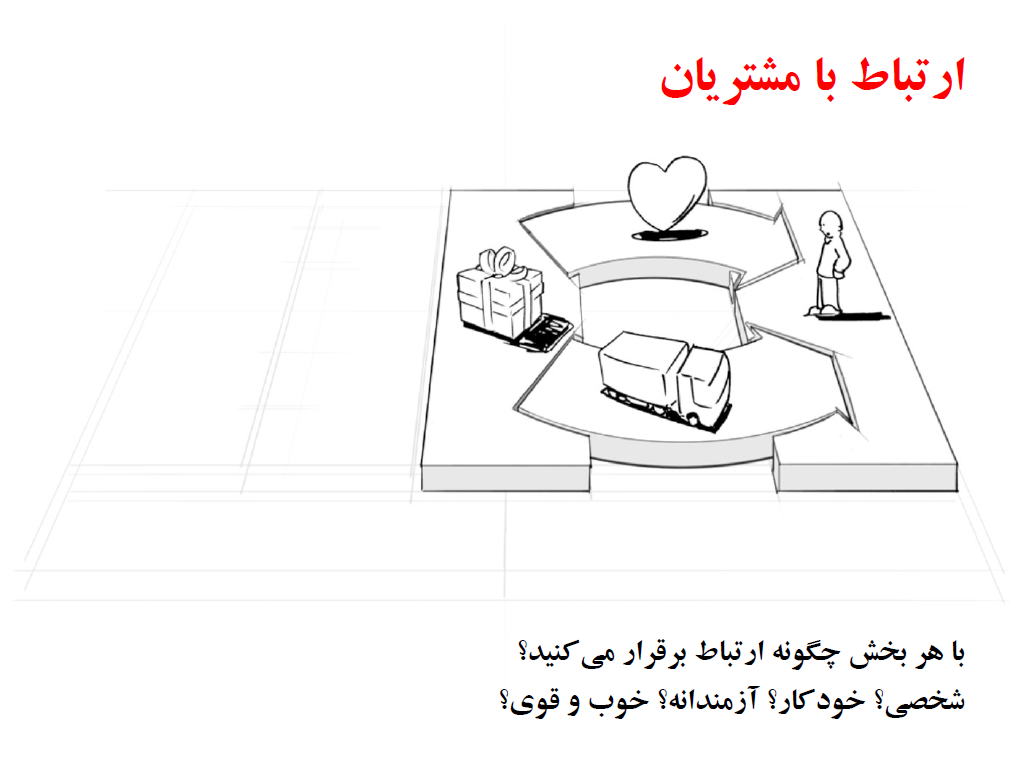 ارتباط با مشتریان
با هر بخش چگونه ارتباط برقرار می‌کنید؟
شخصی؟ خودکار؟ آزمندانه؟ خوب و قوی؟